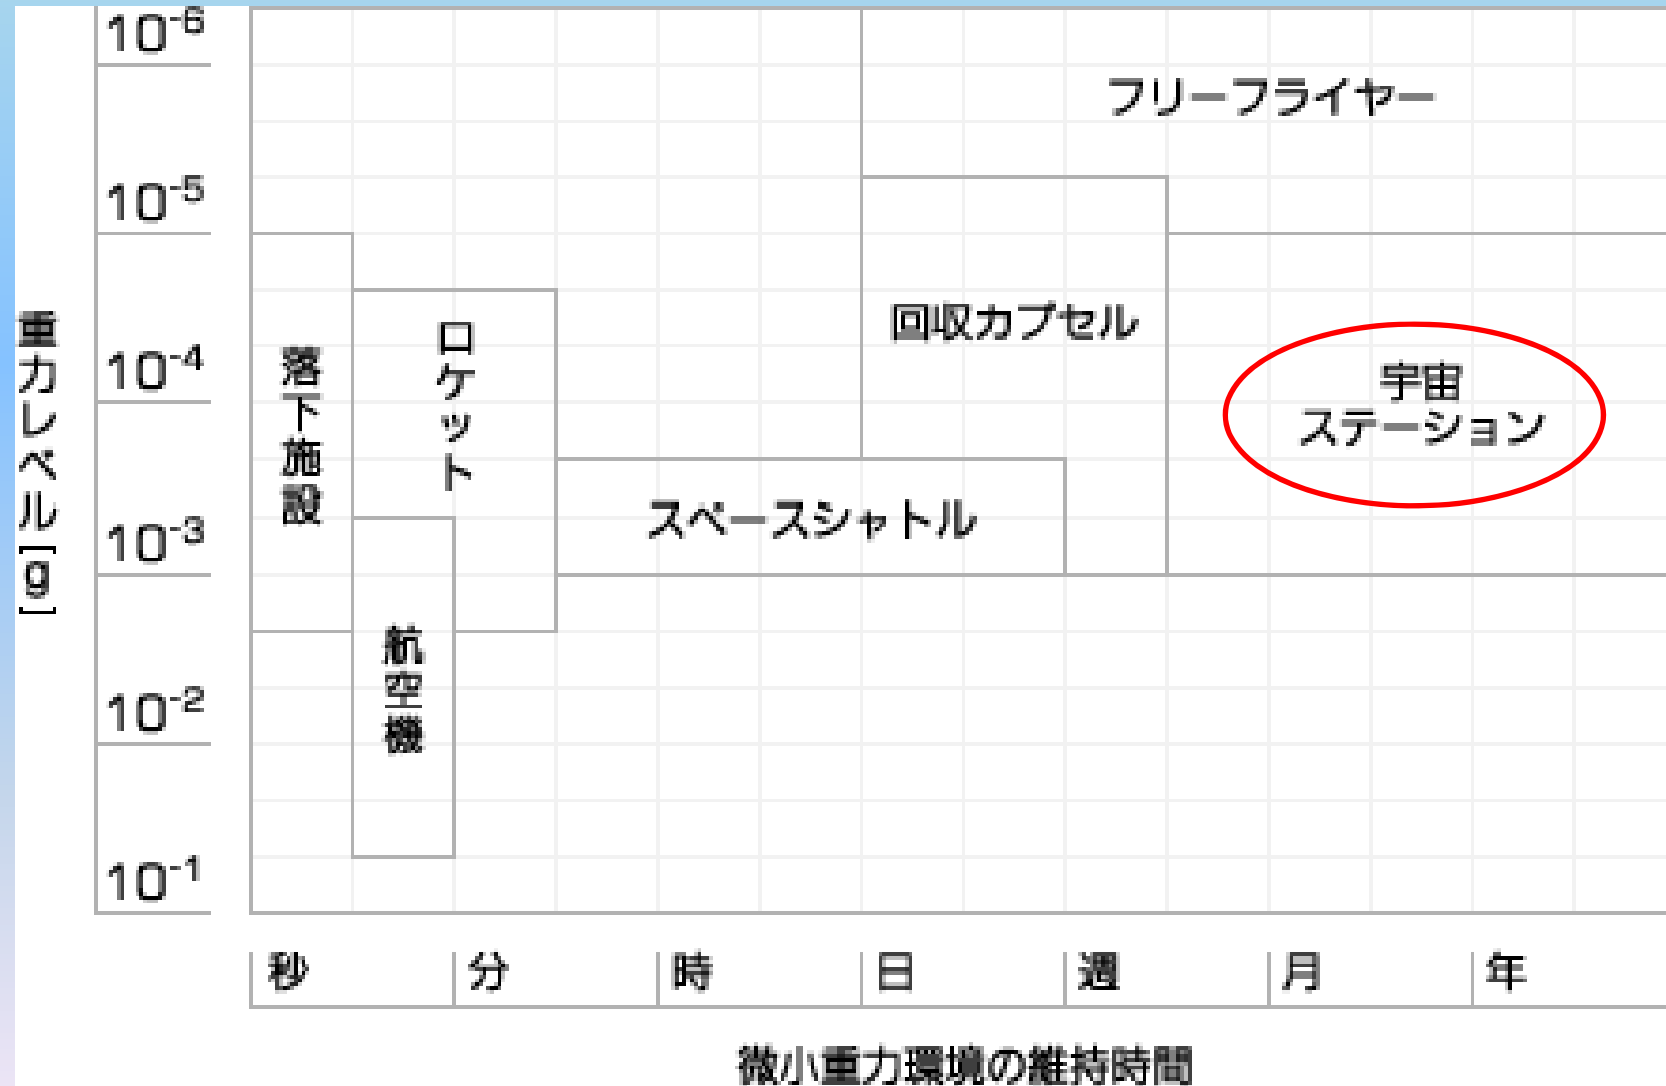 重力レベル[g]
10-6
10-5
10-4
10-3
10-2
10-1
フリーフライヤー
回収カプセル
宇宙
ステーション
ロケット
落下施設
スペースシャトル
航空機
秒
分
時
日
週
月
年
微小重力環境の維持時間